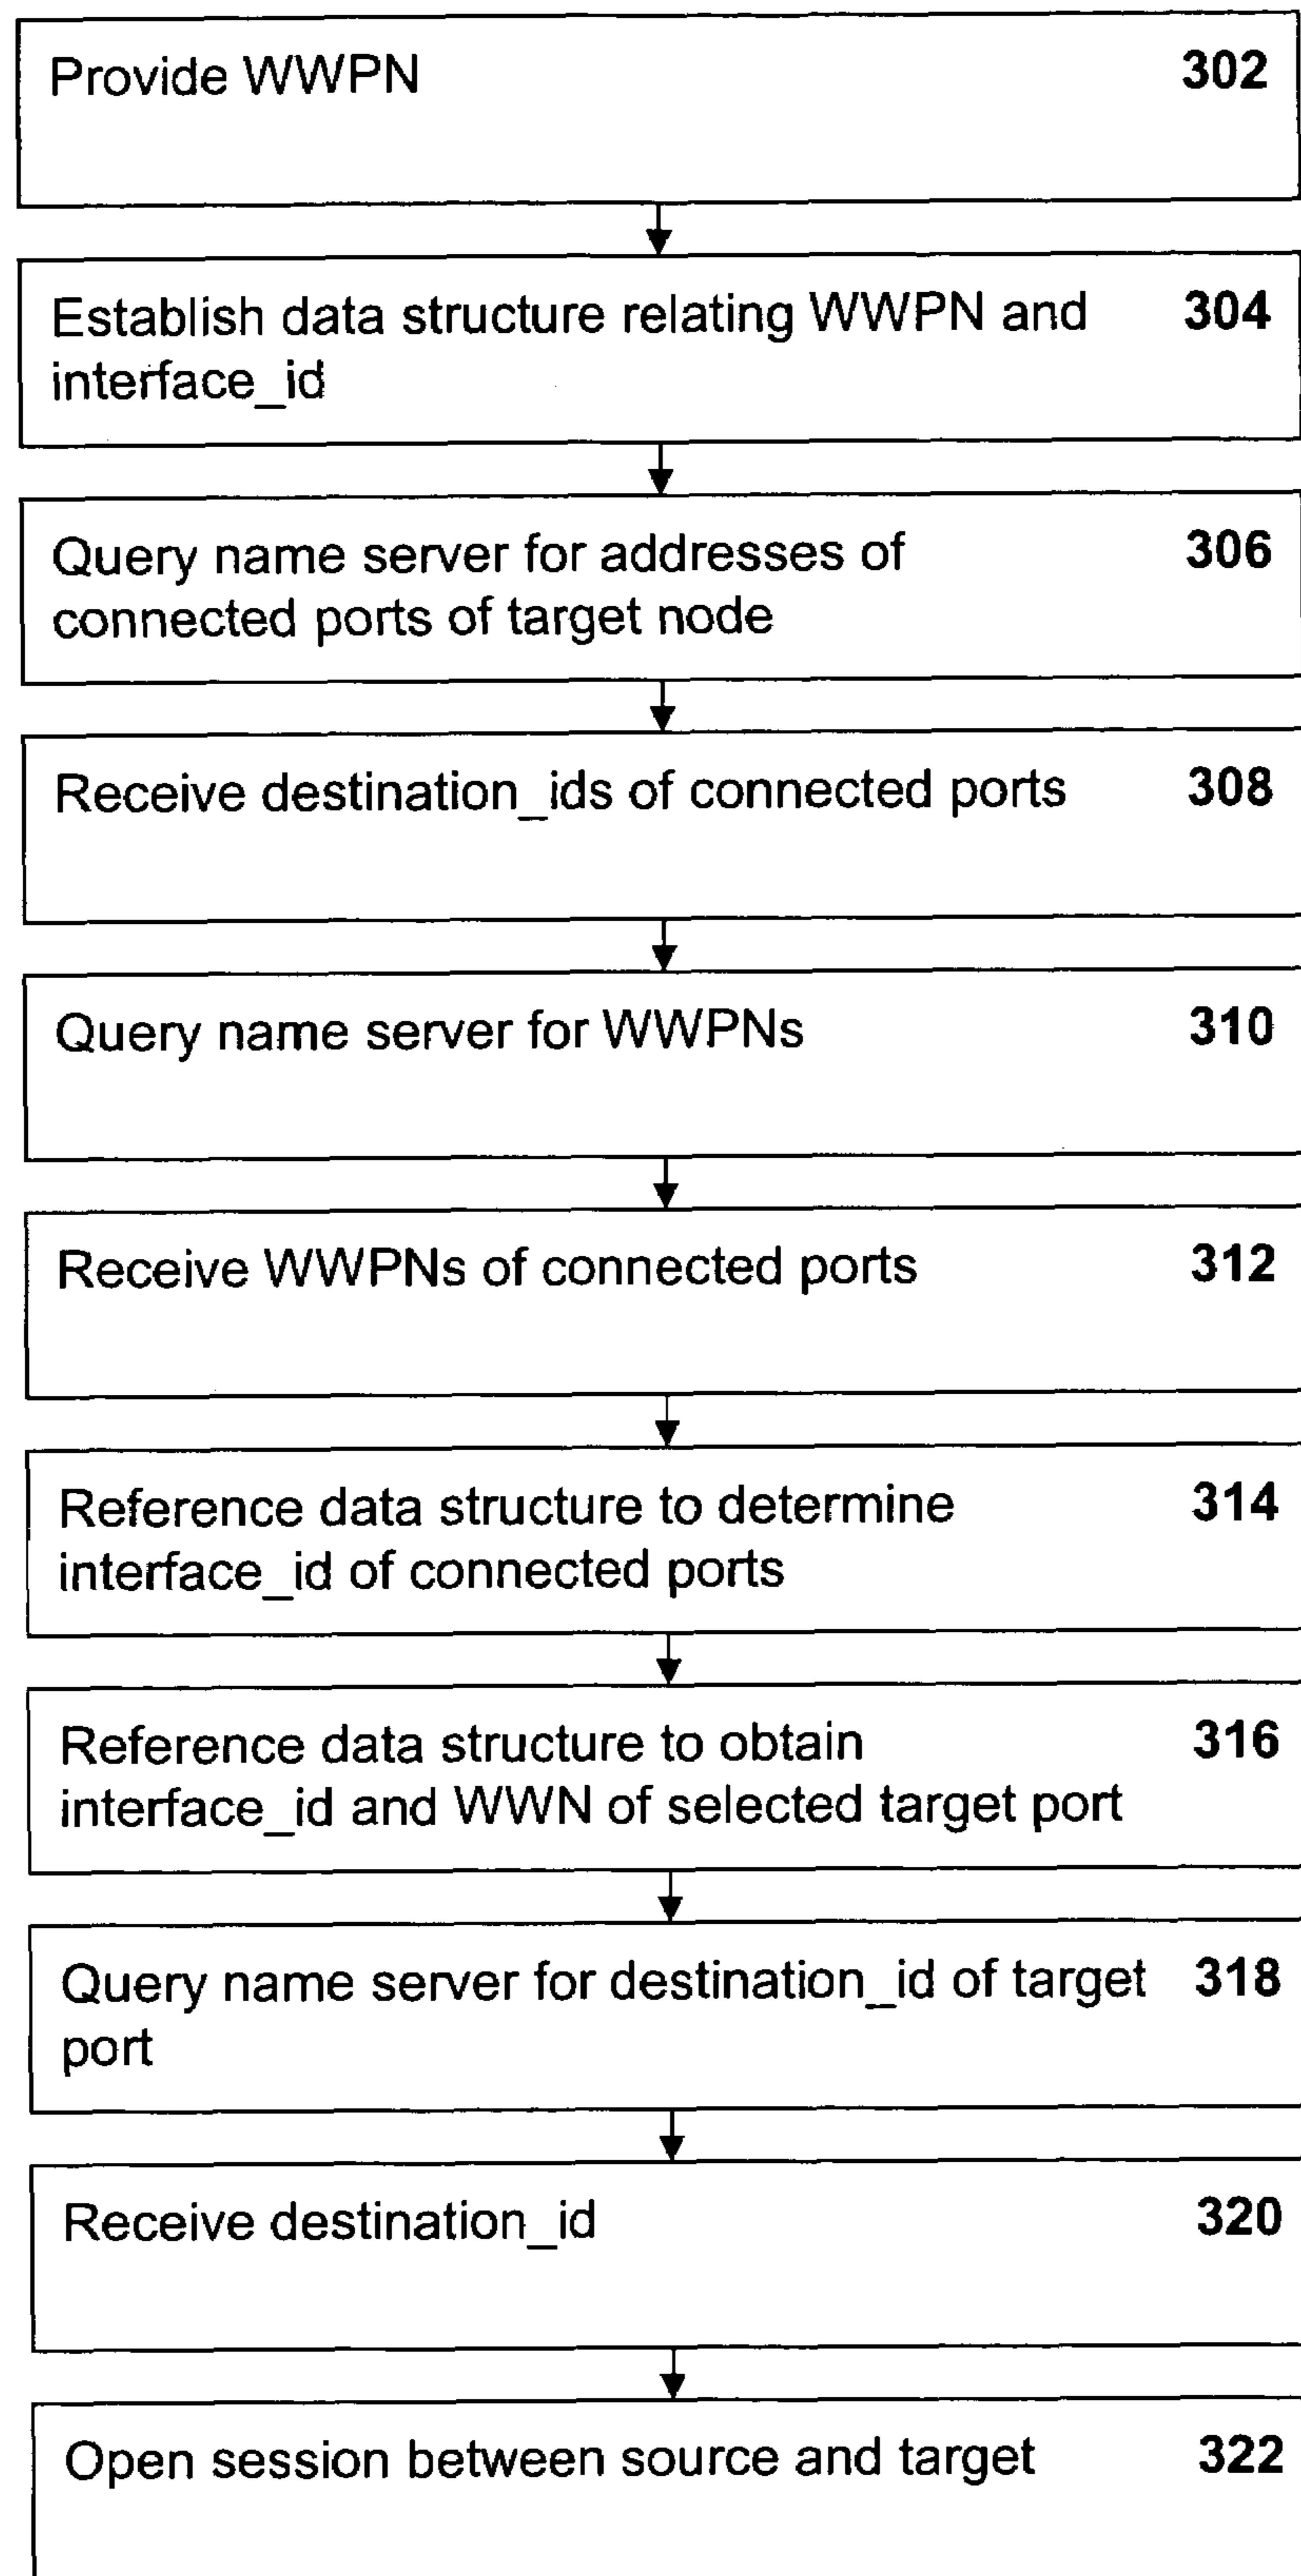 Provide WWPN 302
Establish data structure relating WWPN and 304
interface_id
Query name server for addresses of 306
connected ports of target node
Receive destination_ids of connected ports 308
Query name server for WWPNs 310
Receive WWPNs of connected ports 312
Reference data structure to determine 314
interface_id of connected ports
Reference data structure to obtain 316
interface_id and WWN of selected target port
Query name server for destination_id of target 318
port
Receive destination_id 320
Open session between source and target 322